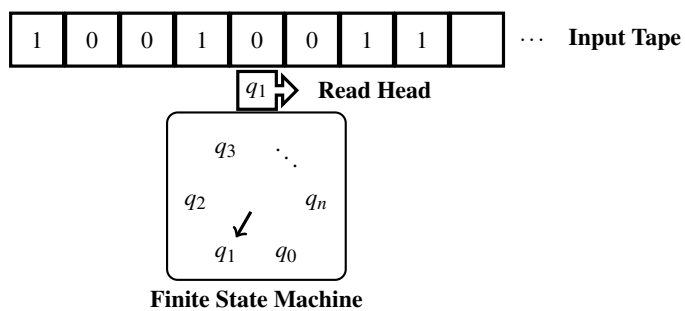 1 0 0 1 0 0 1 1 ··· Input Tape
q₁ Read Head
q₃ ⋱
q₂ qₙ
q₁ q₀
Finite State Machine